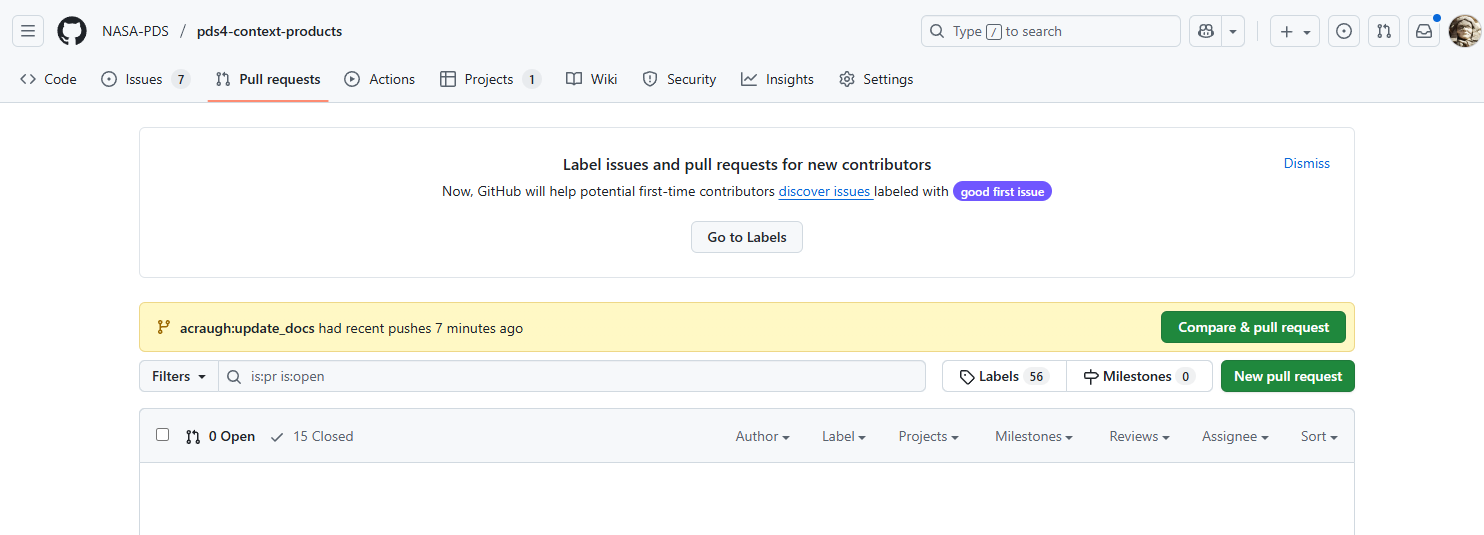 NASA-PDS / pds4-context-products Type / to search
Code Issues 7 Pull requests Actions Projects 1 Wiki Security Insights Settings
Label issues and pull requests for new contributors Dismiss
Now, GitHub will help potential first-time contributors discover issues labeled with good first issue
Go to Labels
acraugh:update_docs had recent pushes 7 minutes ago Compare & pull request
Filters is:pr is:open Labels 56 Milestones 0 New pull request
0 Open 15 Closed Author Label Projects Milestones Reviews Assignee Sort